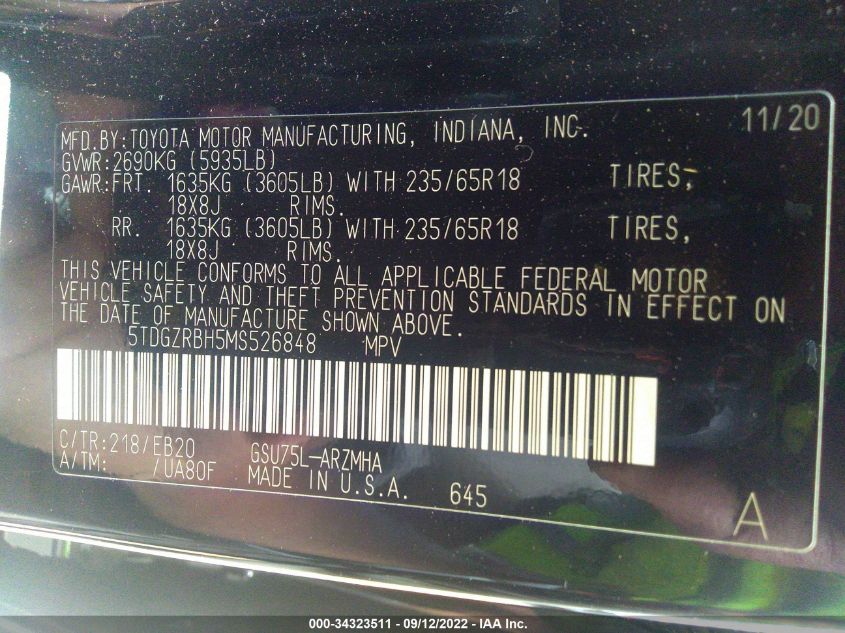 11/20
MFD.BY:TOYOTA MOTOR MANUFACTURING, INDIANA, INC.
GVWR:2690KG (5935LB)
GAWR:FRT. 1635KG (3605LB) WITH 235/65R18 TIRES,
18X8J RIMS.
RR. 1635KG (3605LB) WITH 235/65R18 TIRES,
18X8J RIMS.
THIS VEHICLE CONFORMS TO ALL APPLICABLE FEDERAL MOTOR
VEHICLE SAFETY AND THEFT PREVENTION STANDARDS IN EFFECT ON
THE DATE OF MANUFACTURE SHOWN ABOVE.
5TDGZRBH5MS526848 MPV
C/TR:218/EB20 GSU75L-ARZMHA
A/TM: /UA80F MADE IN U.S.A. 645
A
000-34323511 - 09/12/2022 - IAA Inc.